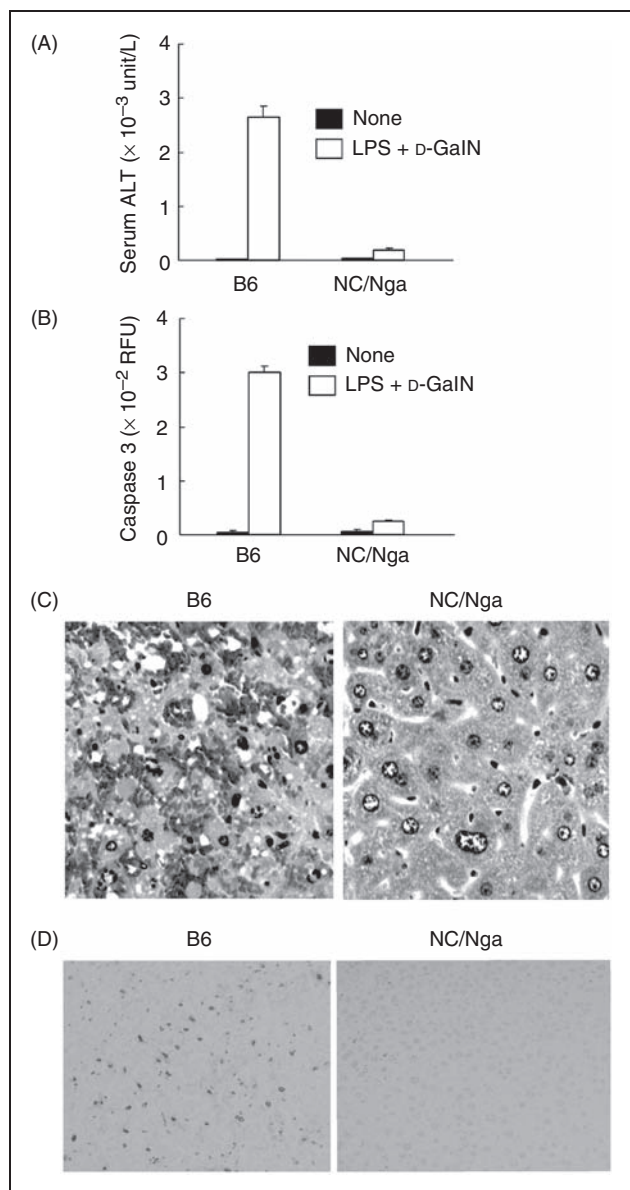 (A)
Serum ALT (× 10⁻³ unit/L)
4
3
2
1
0
None
LPS + D-GalN
B6
NC/Nga
(B)
Caspase 3 (× 10⁻² RFU)
4
3
2
1
0
None
LPS + D-GalN
B6
NC/Nga
(C)
B6
NC/Nga
(D)
B6
NC/Nga